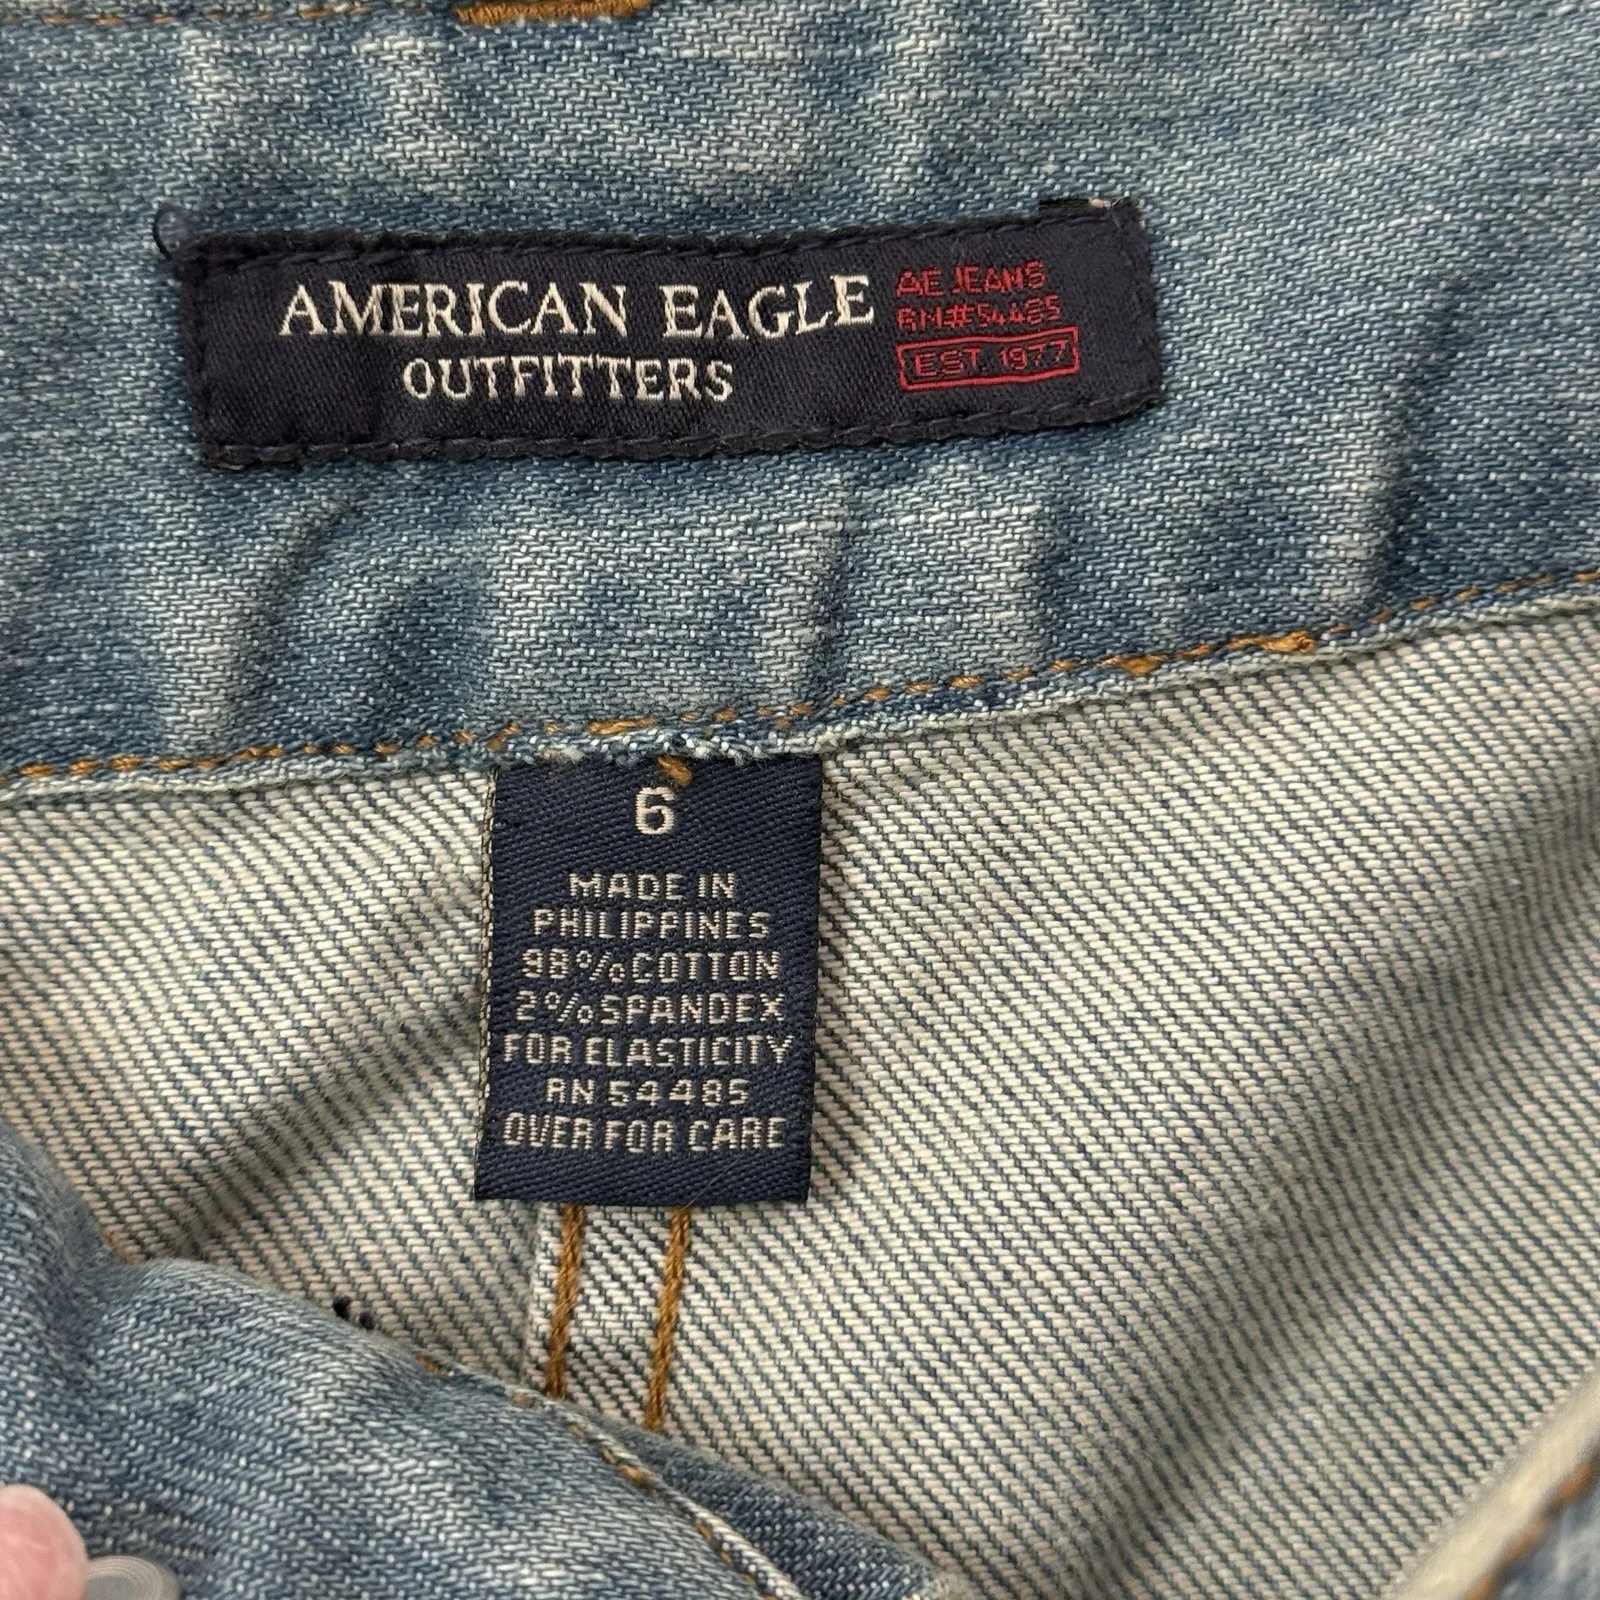 AMERICAN EAGLE
OUTFITTERS
AE JEANS
RN#54485
EST. 1977
6
MADE IN
PHILIPPINES
98%COTTON
2%SPANDEX
FOR ELASTICITY
RN 54485
OVER FOR CARE